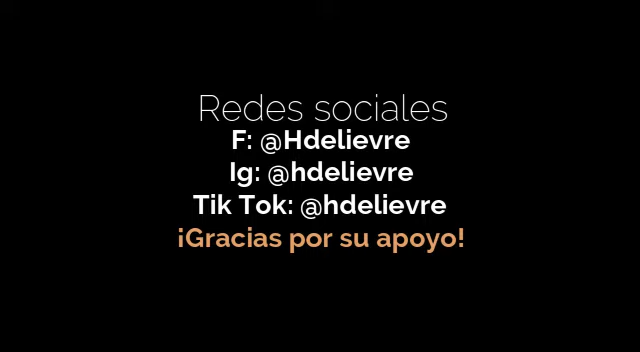 Redes sociales
F: @Hdelievre
Ig: @hdelievre
Tik Tok: @hdelievre
¡Gracias por su apoyo!